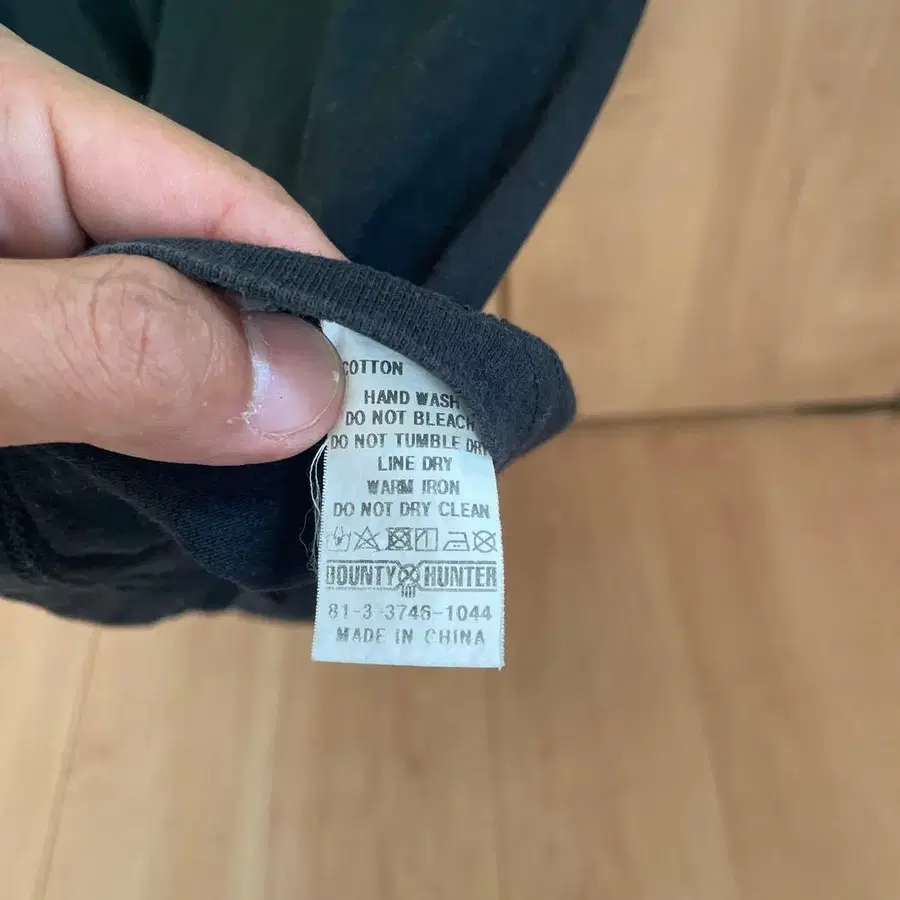 COTTON
HAND WASH
DO NOT BLEACH
DO NOT TUMBLE DRY
LINE DRY
WARM IRON
DO NOT DRY CLEAN
BOUNTY HUNTER
81-3-3746-1044
MADE IN CHINA